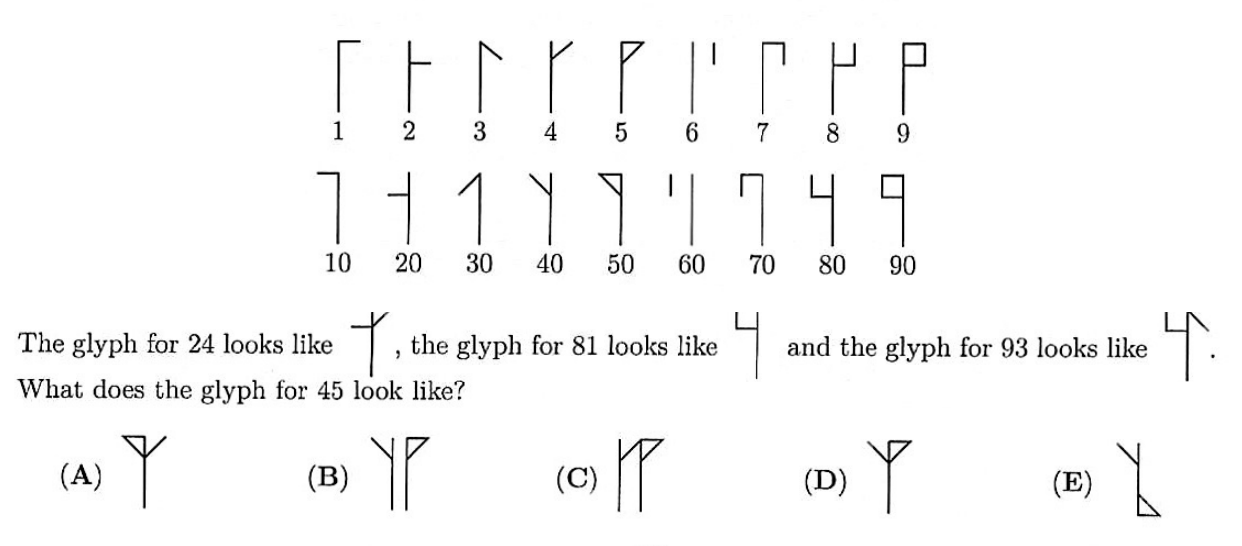 1 2 3 4 5 6 7 8 9
10 20 30 40 50 60 70 80 90
The glyph for 24 looks like , the glyph for 81 looks like and the glyph for 93 looks like .
What does the glyph for 45 look like?
(A) (B) (C) (D) (E)